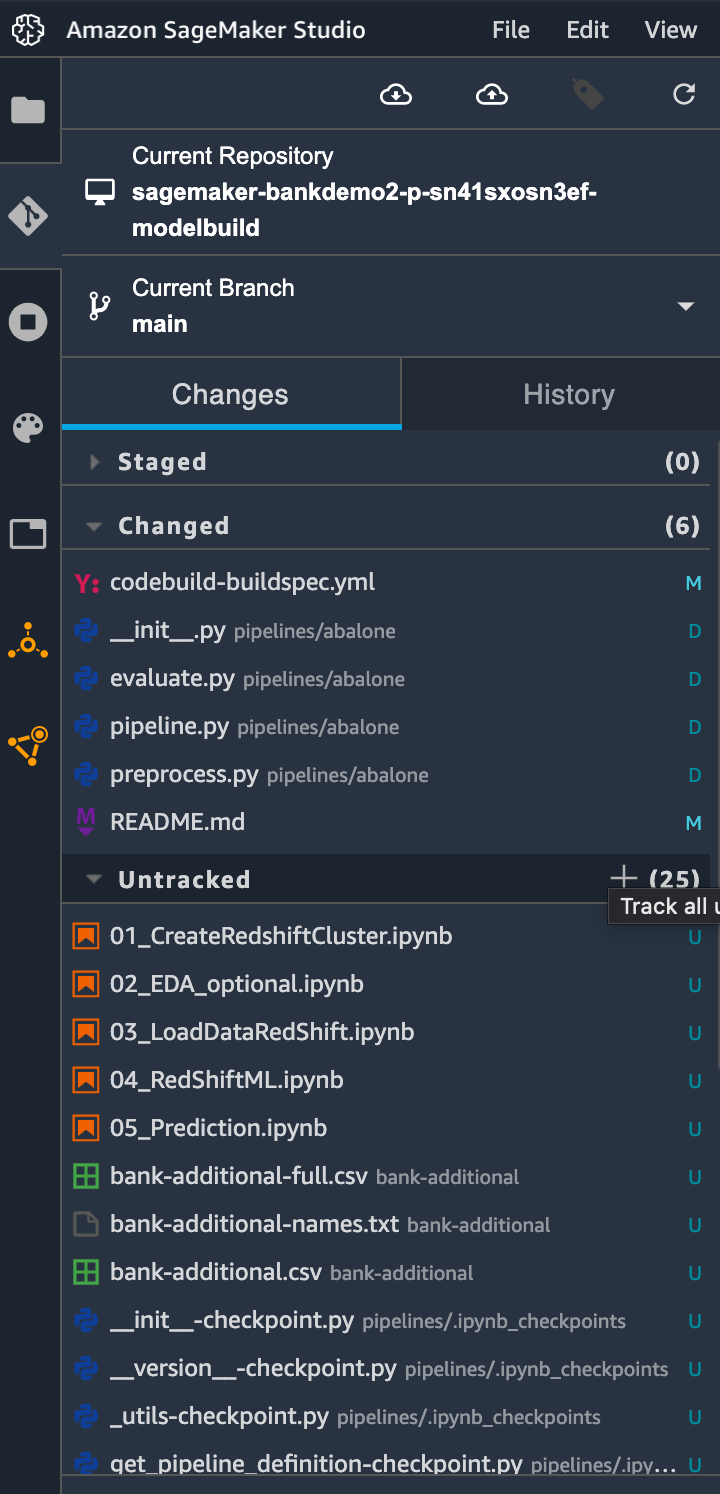 Amazon SageMaker Studio File Edit View
Current Repository
sagemaker-bankdemo2-p-sn41sxosn3ef-
modelbuild
Current Branch
main
Changes History
Staged (0)
Changed (6)
Y: codebuild-buildspec.yml M
__init__.py pipelines/abalone D
evaluate.py pipelines/abalone D
pipeline.py pipelines/abalone D
preprocess.py pipelines/abalone D
M README.md M
Untracked (25)
Track all u
01_CreateRedshiftCluster.ipynb U
02_EDA_optional.ipynb U
03_LoadDataRedShift.ipynb U
04_RedShiftML.ipynb U
05_Prediction.ipynb U
bank-additional-full.csv bank-additional U
bank-additional-names.txt bank-additional U
bank-additional.csv bank-additional U
__init__-checkpoint.py pipelines/.ipynb_checkpoints U
__version__-checkpoint.py pipelines/.ipynb_checkpoints U
_utils-checkpoint.py pipelines/.ipynb_checkpoints U
get_pipeline_definition-checkpoint.py pipelines/.ipy... U